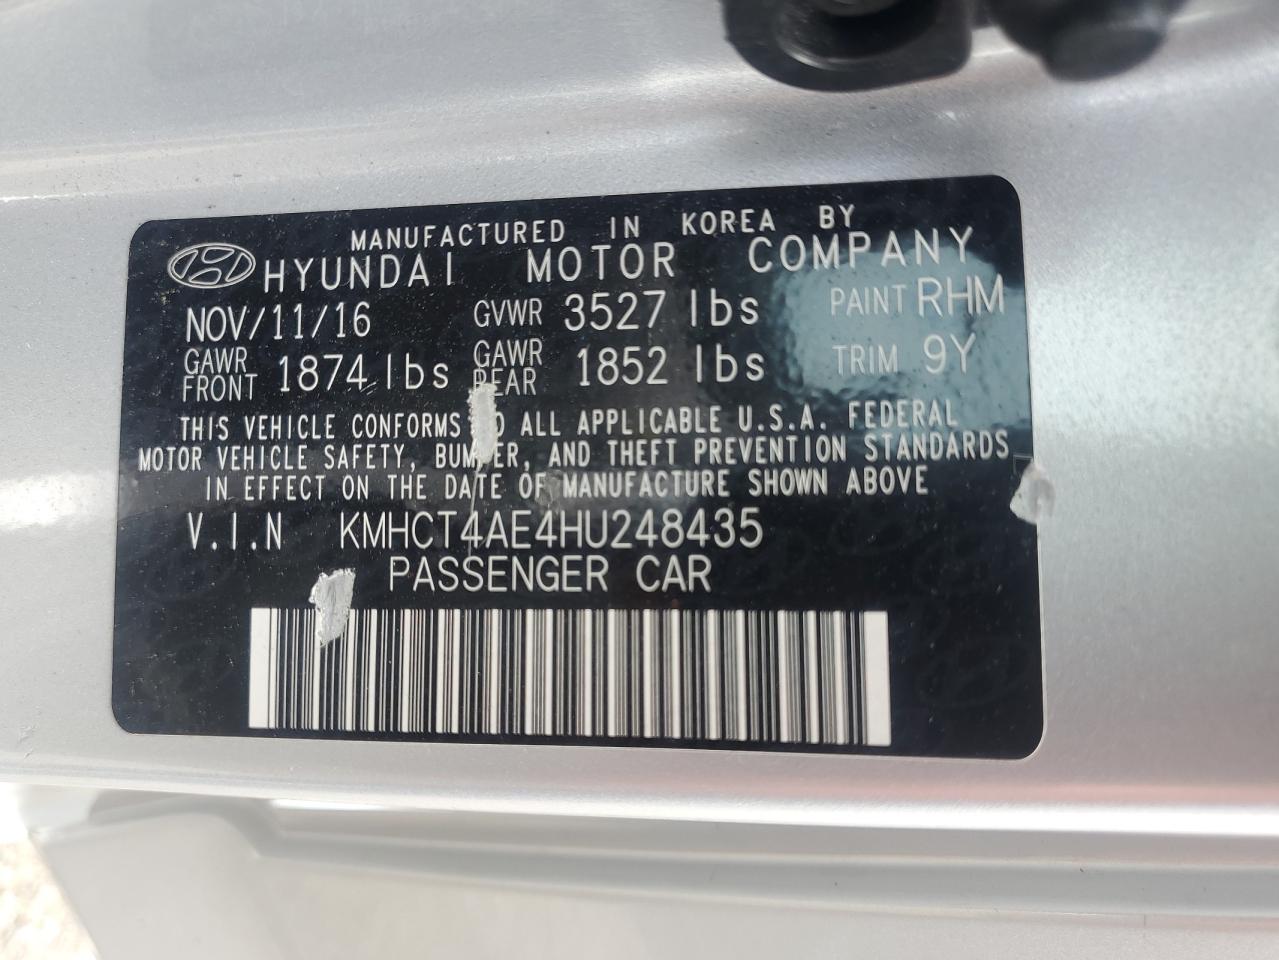 MANUFACTURED IN KOREA BY
HYUNDAI MOTOR COMPANY
NOV/11/16 GVWR 3527 lbs PAINT RHM
GAWR FRONT 1874 lbs GAWR REAR 1852 lbs TRIM 9Y
THIS VEHICLE CONFORMS TO ALL APPLICABLE U.S.A. FEDERAL
MOTOR VEHICLE SAFETY, BUMPER, AND THEFT PREVENTION STANDARDS
IN EFFECT ON THE DATE OF MANUFACTURE SHOWN ABOVE
V.I.N KMHCT4AE4HU248435
PASSENGER CAR